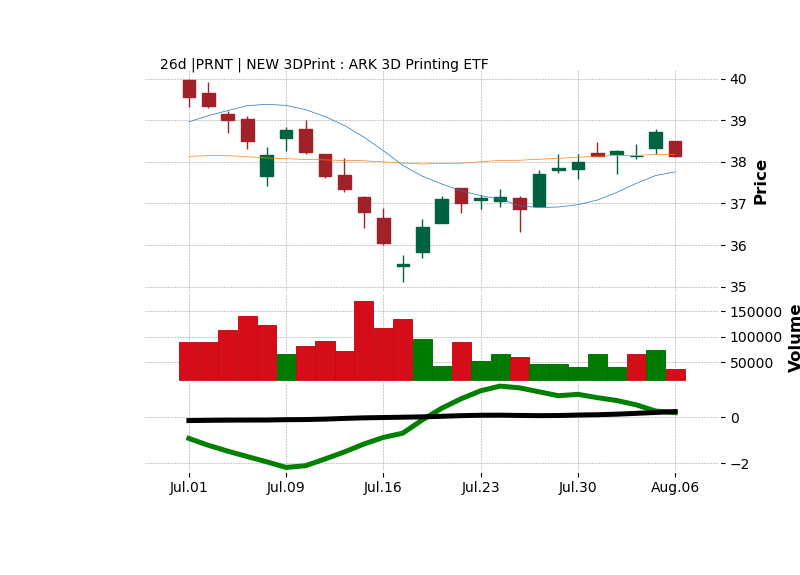 26d |PRNT | NEW 3DPrint : ARK 3D Printing ETF
40
39
38
37
36
35
Price
150000
100000
50000
Volume
0
−2
Jul.01 Jul.09 Jul.16 Jul.23 Jul.30 Aug.06